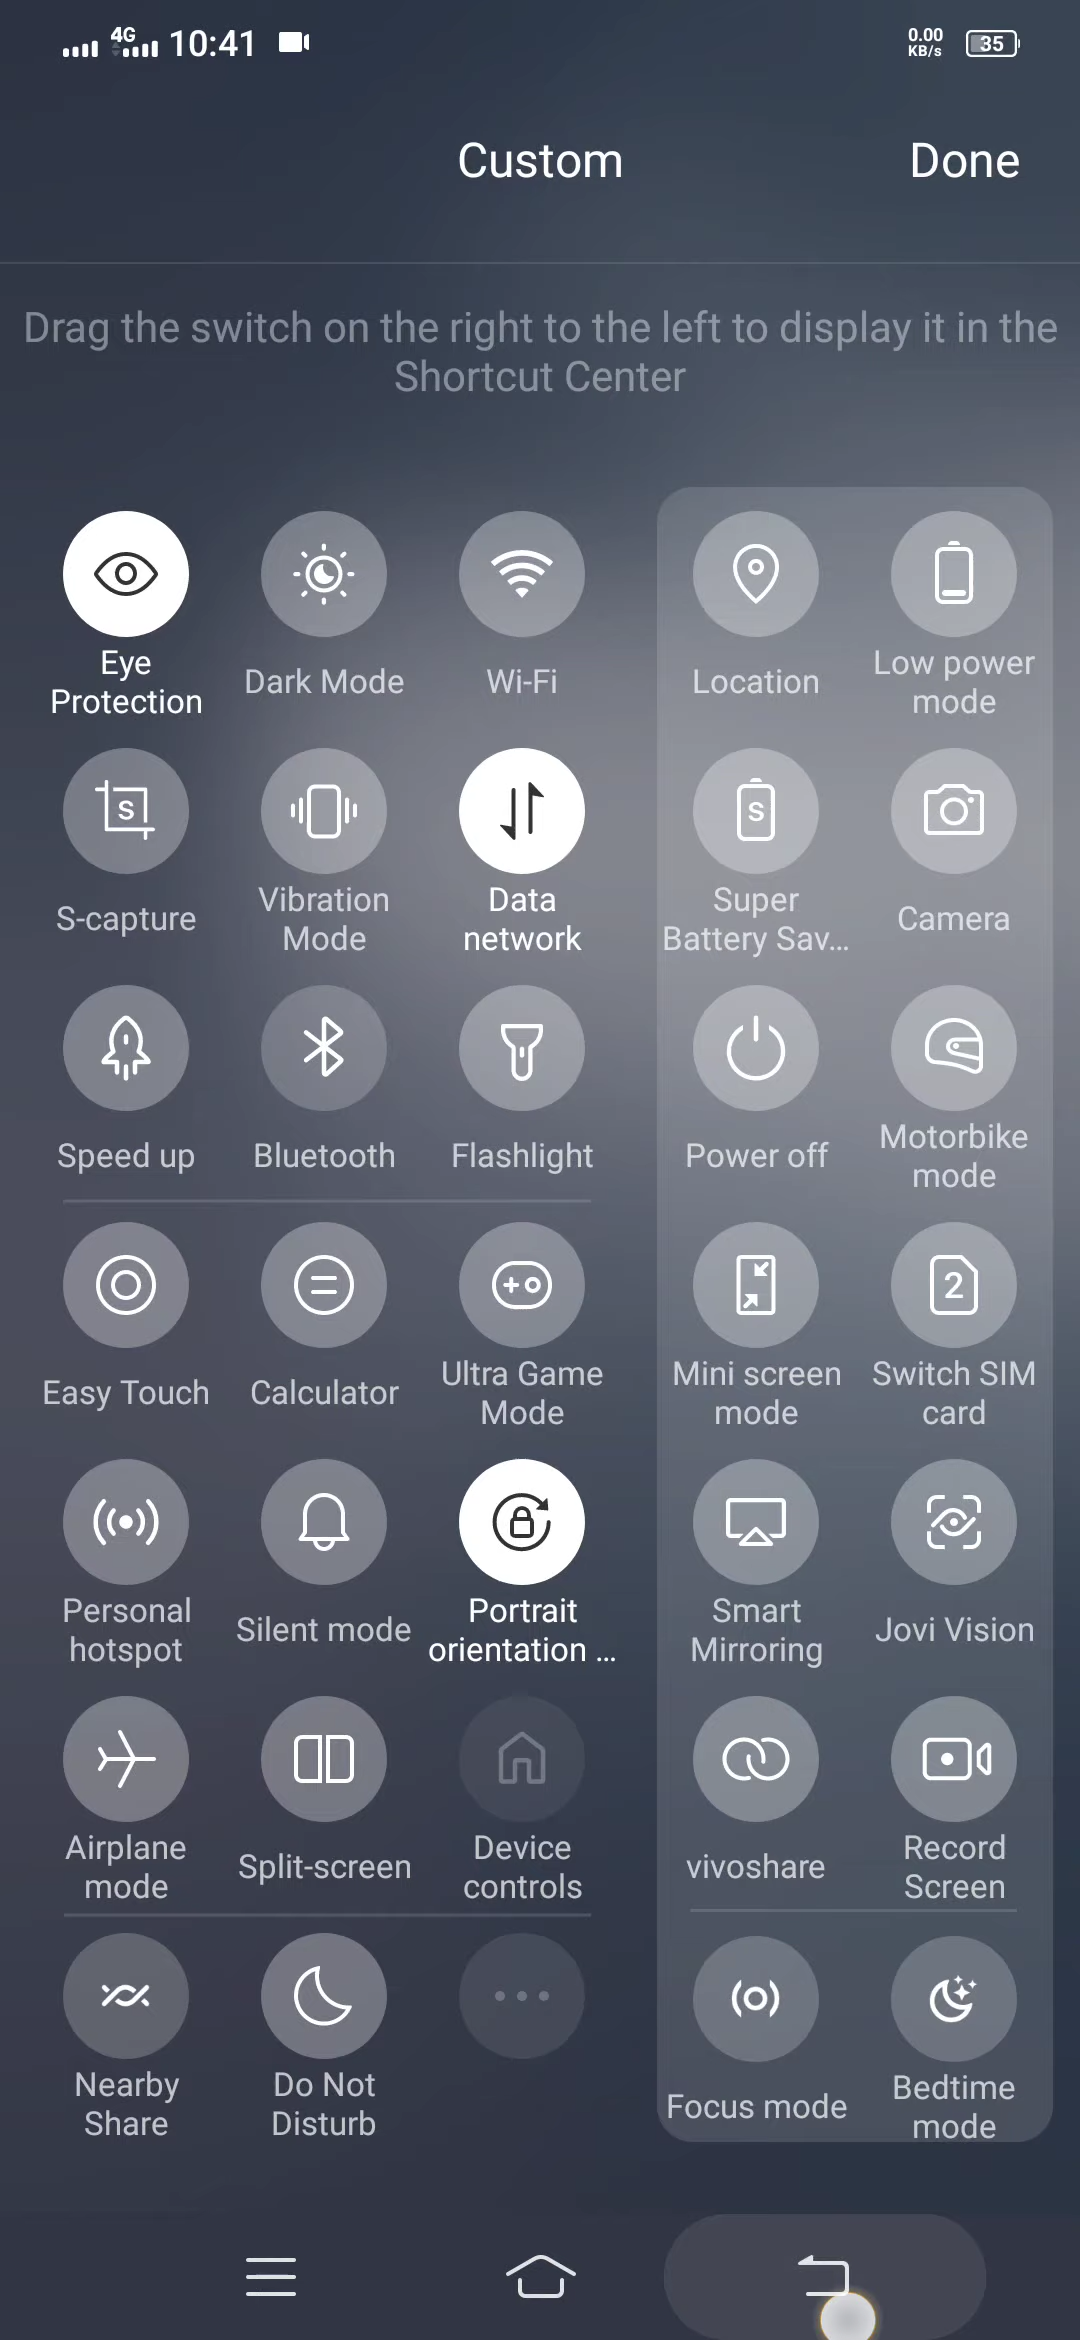 4G 10:41 0.00 KB/s 35
Custom
Done
Drag the switch on the right to the left to display it in the
Shortcut Center
Eye
Protection
Dark Mode
Wi-Fi
Location
Low power
mode
S
S-capture
Vibration
Mode
Data
network
S
Super
Battery Sav...
Camera
Speed up
Bluetooth
Flashlight
Power off
Motorbike
mode
Easy Touch
Calculator
Ultra Game
Mode
Mini screen
mode
2
Switch SIM
card
Personal
hotspot
Silent mode
Portrait
orientation ...
Smart
Mirroring
Jovi Vision
Airplane
mode
Split-screen
Device
controls
vivoshare
Record
Screen
Nearby
Share
Do Not
Disturb
Focus mode
Bedtime
mode